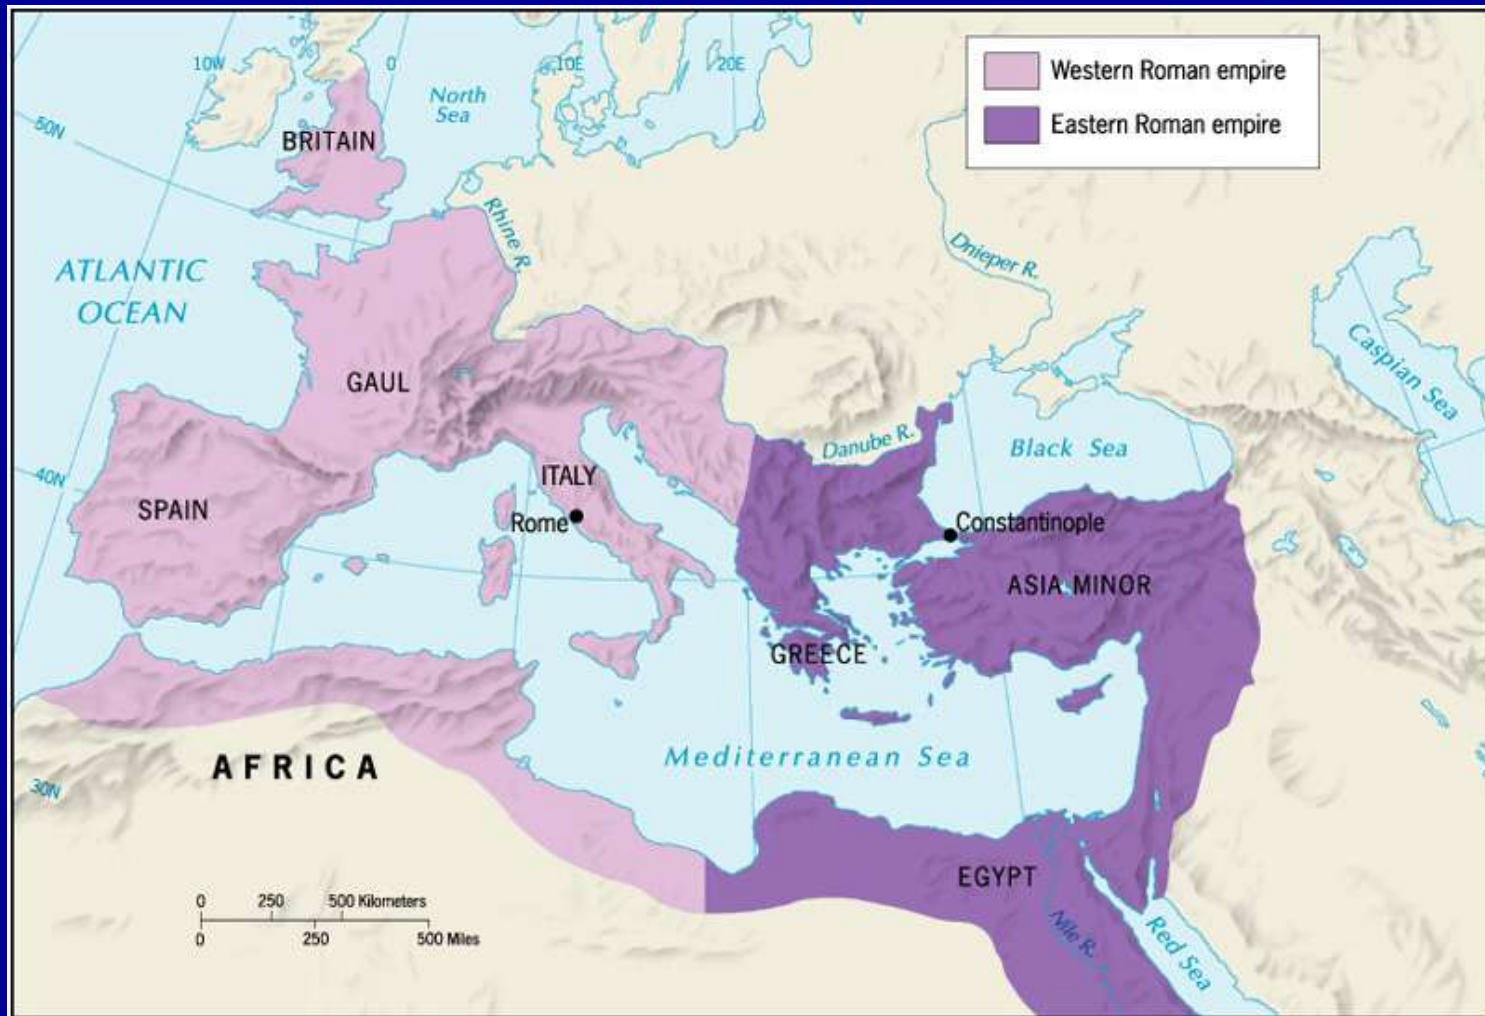 Western Roman empire
Eastern Roman empire
10W
0
10E
20E
North
Sea
50N
BRITAIN
Rhine R.
Dnieper R.
ATLANTIC
OCEAN
Caspian Sea
GAUL
Danube R.
Black Sea
40N
ITALY
SPAIN
Rome
Constantinople
ASIA MINOR
GREECE
Mediterranean Sea
AFRICA
30N
EGYPT
Nile R.
Red Sea
0 250 500 Kilometers
0 250 500 Miles